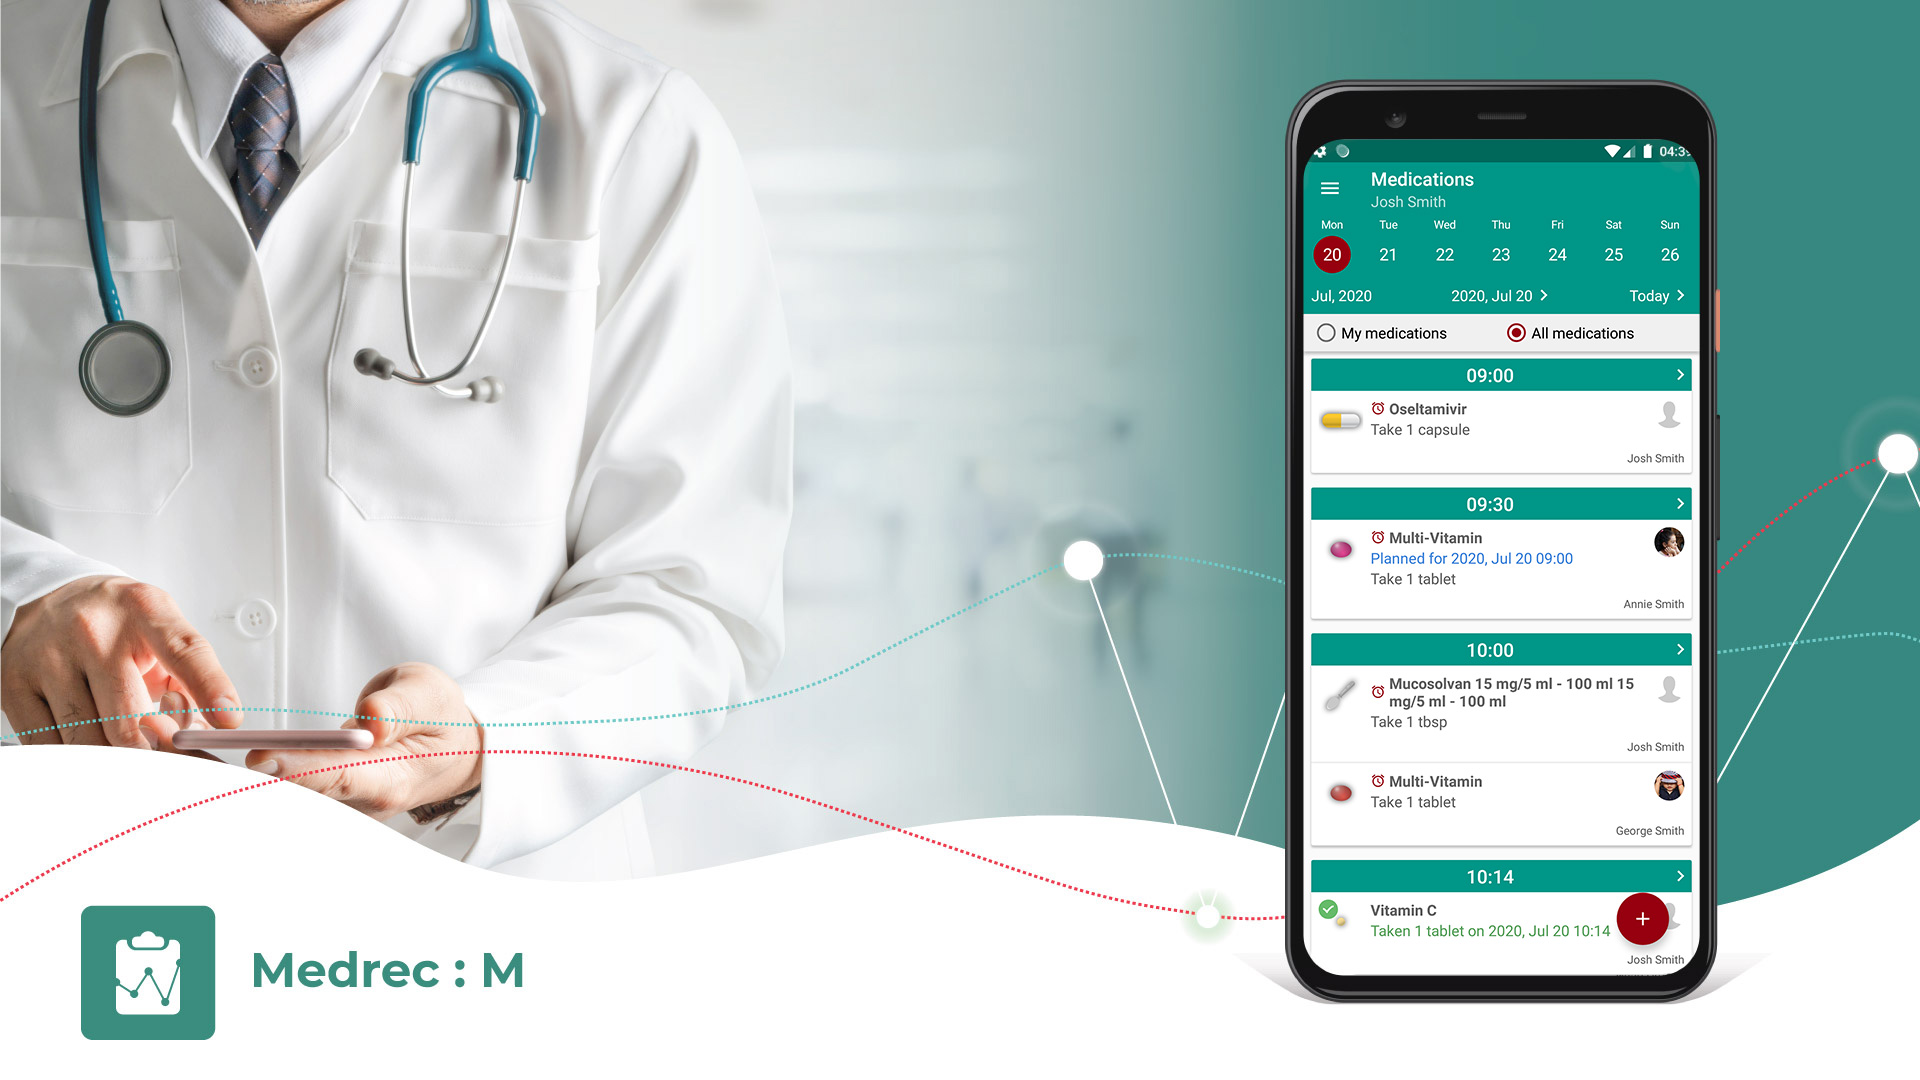 04:39
Medications
Josh Smith
Mon Tue Wed Thu Fri Sat Sun
20 21 22 23 24 25 26
Jul, 2020 2020, Jul 20 Today
My medications All medications
09:00
Oseltamivir
Take 1 capsule
Josh Smith
09:30
Multi-Vitamin
Planned for 2020, Jul 20 09:00
Take 1 tablet
Annie Smith
10:00
Mucosolvan 15 mg/5 ml - 100 ml 15
mg/5 ml - 100 ml
Take 1 tbsp
Josh Smith
Multi-Vitamin
Take 1 tablet
George Smith
10:14
Vitamin C
Taken 1 tablet on 2020, Jul 20 10:14
+
Josh Smith
Medrec : M